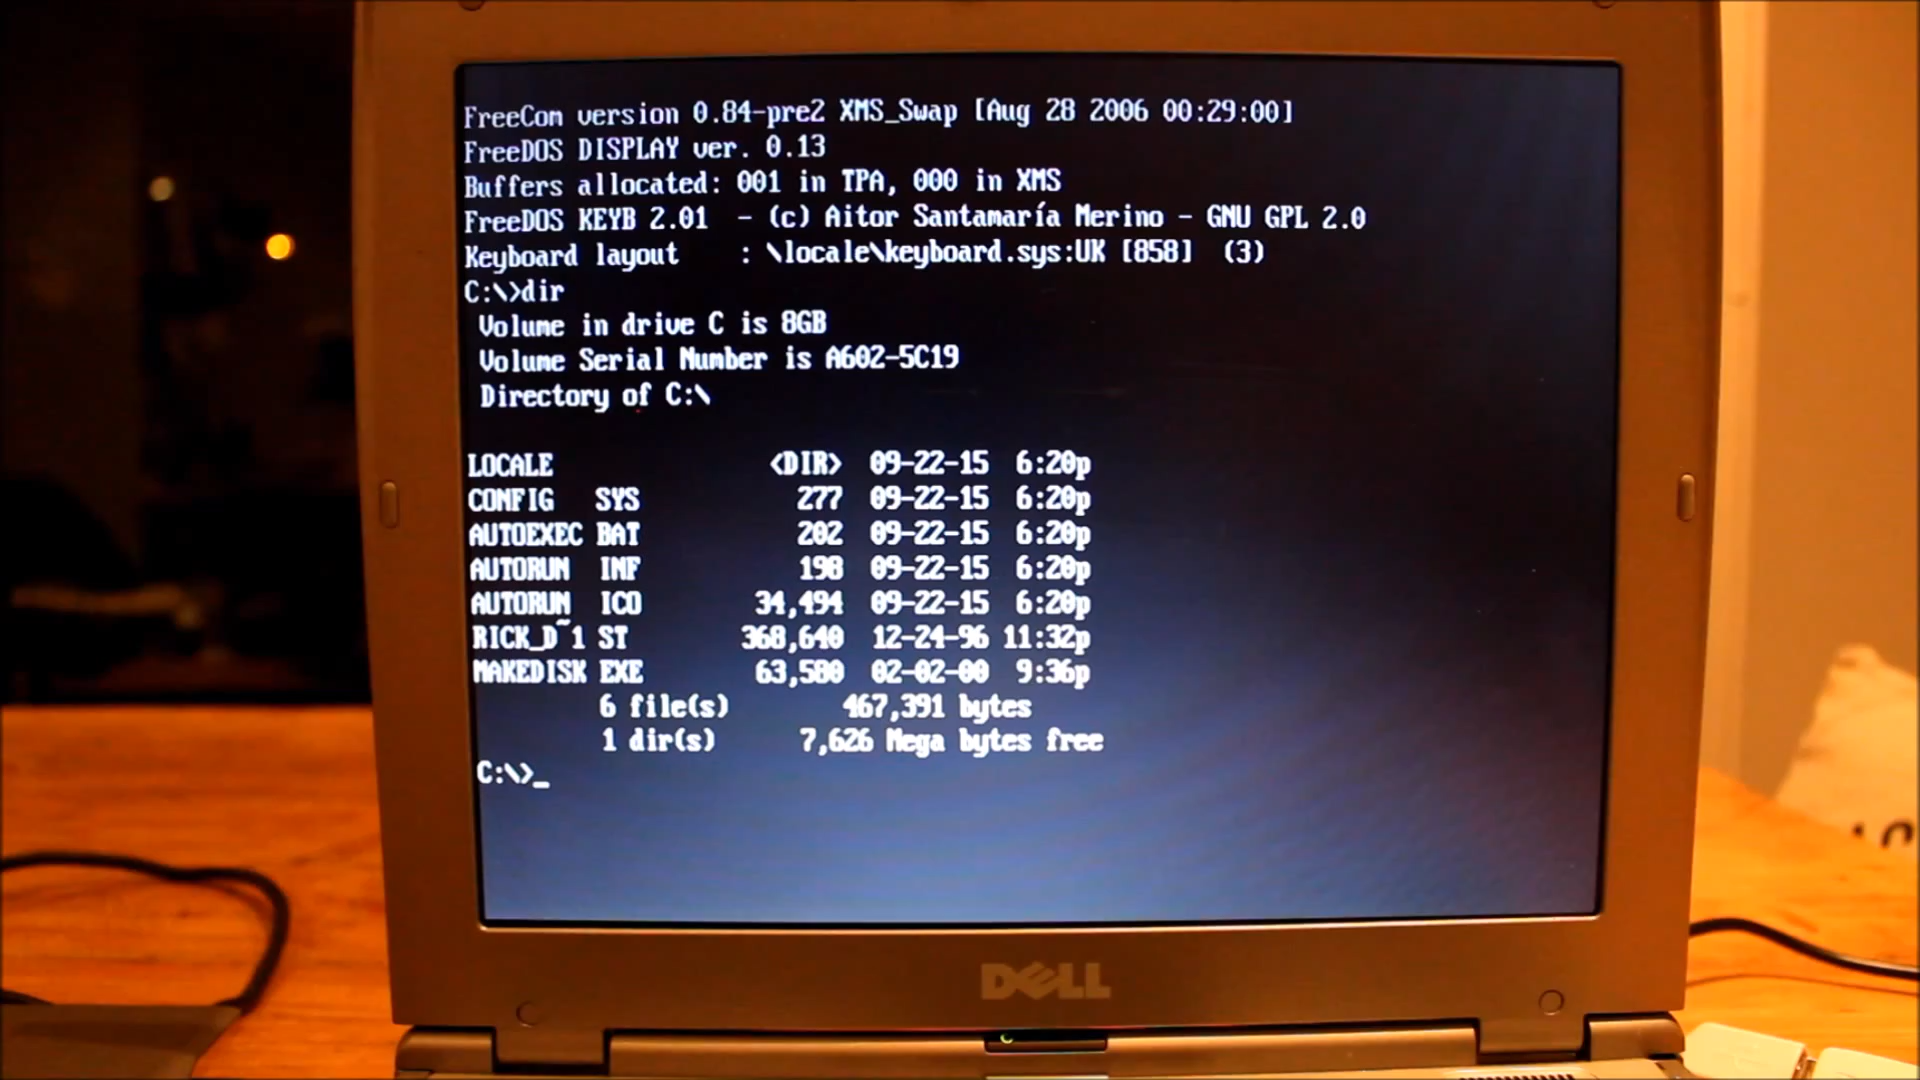 FreeCom version 0.84-pre2 XMS_Swap [Aug 28 2006 00:29:00]
FreeDOS DISPLAY ver. 0.13
Buffers allocated: 001 in TPA, 000 in XMS
FreeDOS KEYB 2.01 - (c) Aitor Santamaría Merino - GNU GPL 2.0
Keyboard layout : \locale\keyboard.sys:UK [858] (3)
C:\>dir
Volume in drive C is 8GB
Volume Serial Number is A602-5C19
Directory of C:\
LOCALE <DIR> 09-22-15 6:20p
CONFIG SYS 277 09-22-15 6:20p
AUTOEXEC BAT 202 09-22-15 6:20p
AUTORUN INF 198 09-22-15 6:20p
AUTORUN ICO 34,494 09-22-15 6:20p
RICK_D~1 ST 368,640 12-24-96 11:32p
MAKEDISK EXE 63,580 02-02-00 9:36p
6 file(s) 467,391 bytes
1 dir(s) 7,626 Mega bytes free
C:\>_
DELL